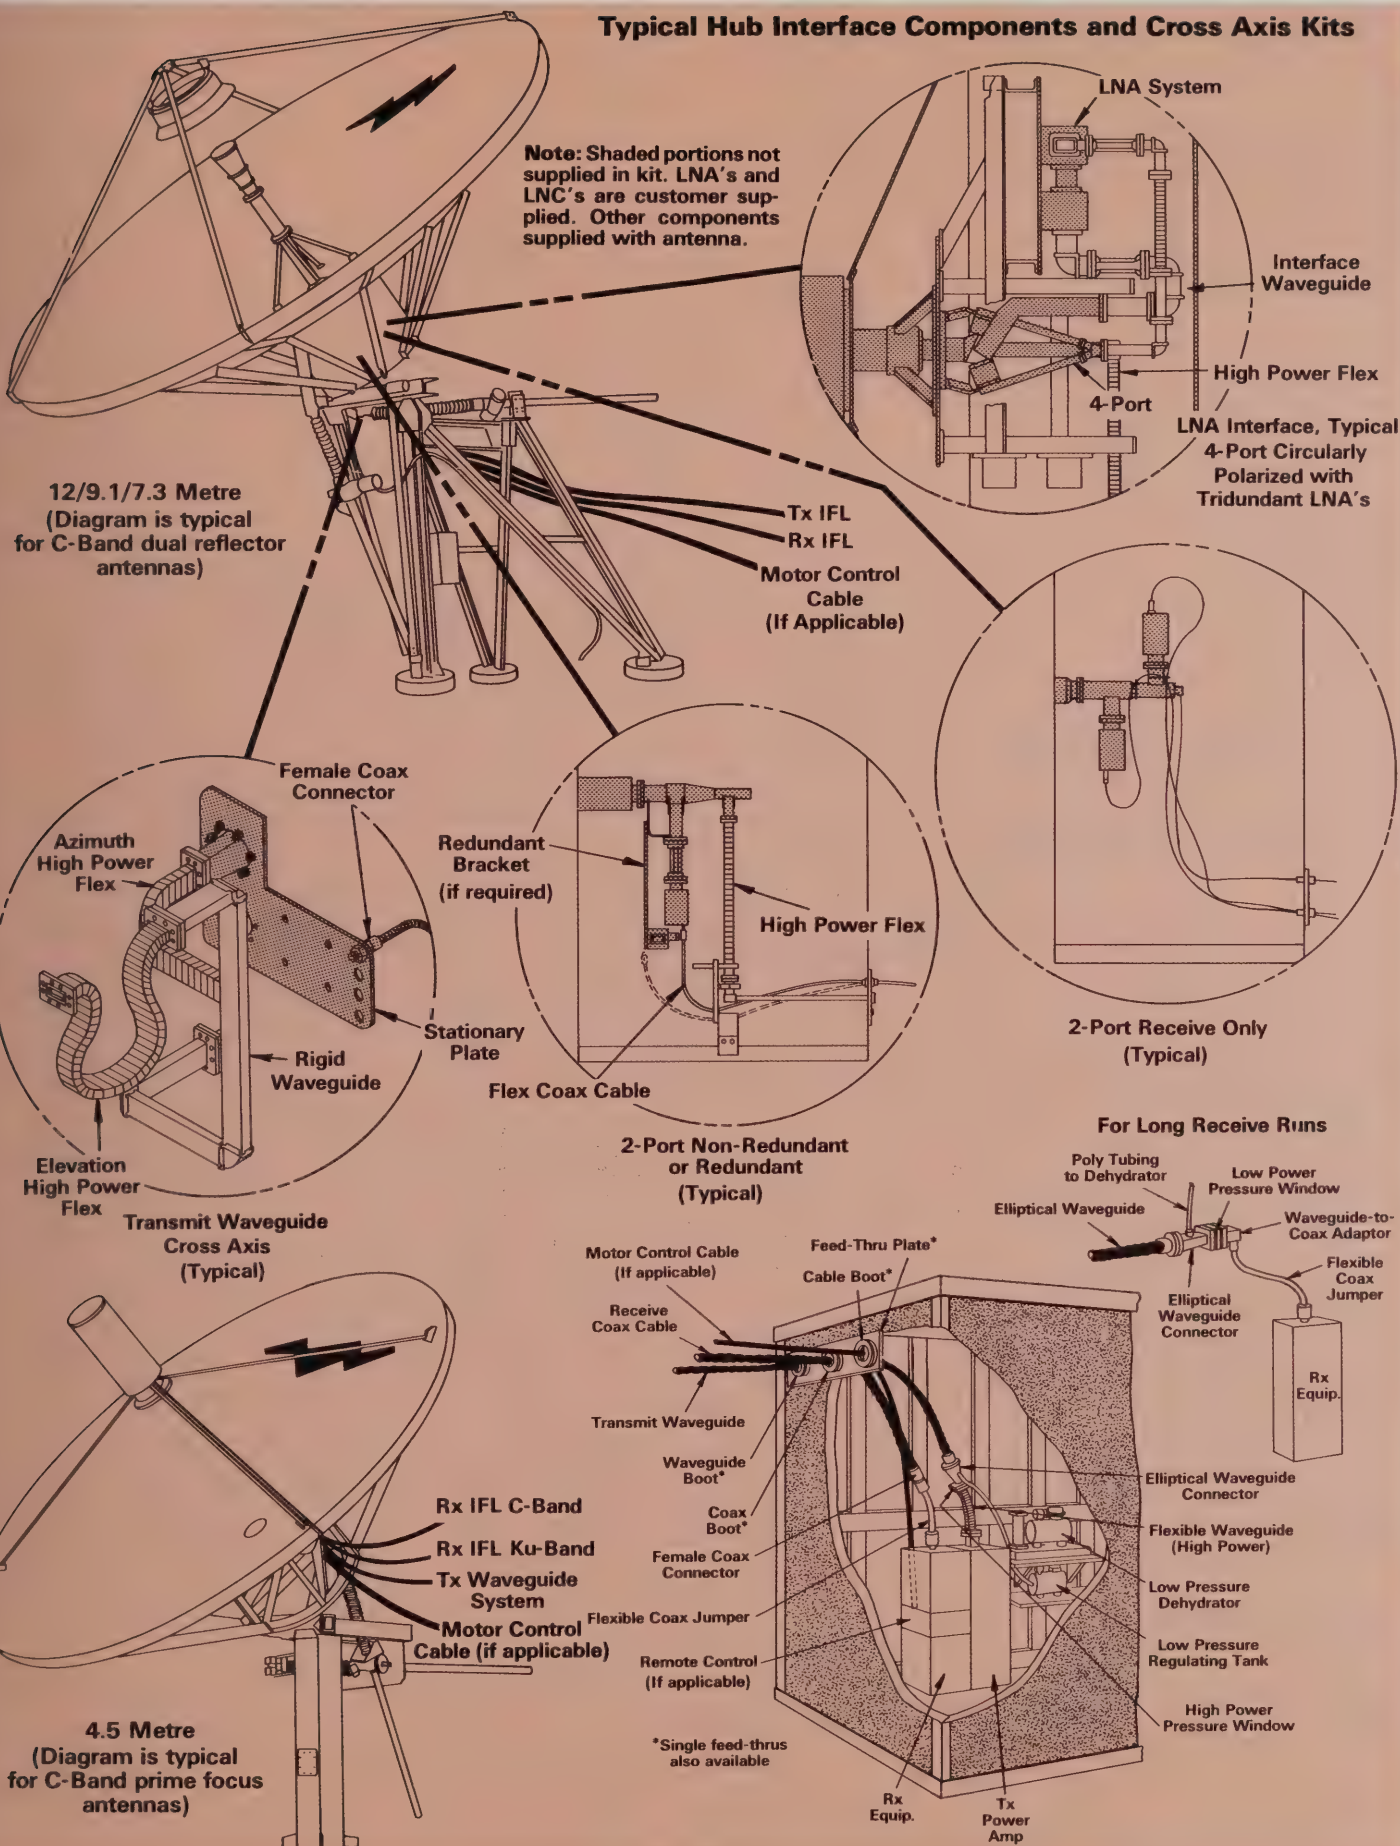 Typical Hub Interface Components and Cross Axis Kits
Note: Shaded portions not
supplied in kit. LNA's and
LNC's are customer sup-
plied. Other components
supplied with antenna.
LNA System
Interface
Waveguide
High Power Flex
4-Port
LNA Interface, Typical
4-Port Circularly
Polarized with
Tridundant LNA's
12/9.1/7.3 Metre
(Diagram is typical
for C-Band dual reflector
antennas)
Tx IFL
Rx IFL
Motor Control
Cable
(If Applicable)
Female Coax
Connector
Azimuth
High Power
Flex
Stationary
Plate
Rigid
Waveguide
Elevation
High Power
Flex
Transmit Waveguide
Cross Axis
(Typical)
Redundant
Bracket
(if required)
High Power Flex
Flex Coax Cable
2-Port Non-Redundant
or Redundant
(Typical)
2-Port Receive Only
(Typical)
For Long Receive Runs
Poly Tubing
to Dehydrator
Low Power
Pressure Window
Elliptical Waveguide
Waveguide-to-
Coax Adaptor
Flexible
Coax
Jumper
Elliptical
Waveguide
Connector
Rx
Equip.
Motor Control Cable
(If applicable)
Feed-Thru Plate*
Cable Boot*
Receive
Coax Cable
Transmit Waveguide
Waveguide
Boot*
Coax
Boot*
Female Coax
Connector
Flexible Coax Jumper
Remote Control
(If applicable)
*Single feed-thrus
also available
Rx
Equip.
Tx
Power
Amp
Elliptical Waveguide
Connector
Flexible Waveguide
(High Power)
Low Pressure
Dehydrator
Low Pressure
Regulating Tank
High Power
Pressure Window
Rx IFL C-Band
Rx IFL Ku-Band
Tx Waveguide
System
Motor Control
Cable (if applicable)
4.5 Metre
(Diagram is typical
for C-Band prime focus
antennas)